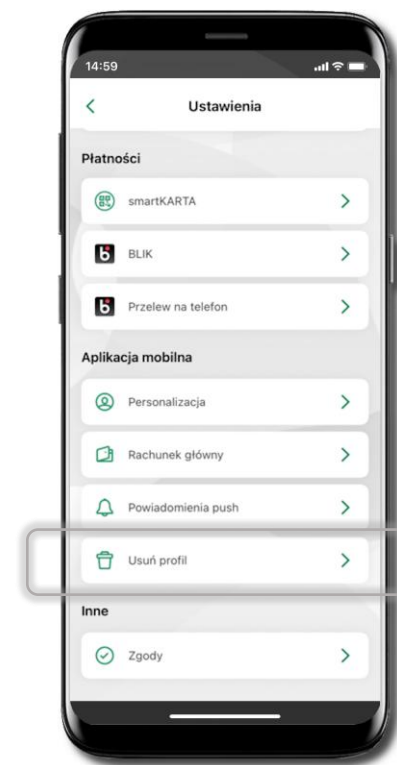 14:59
Ustawienia
Płatności
smartKARTA
BLIK
Przelew na telefon
Aplikacja mobilna
Personalizacja
Rachunek główny
Powiadomienia push
Usuń profil
Inne
Zgody